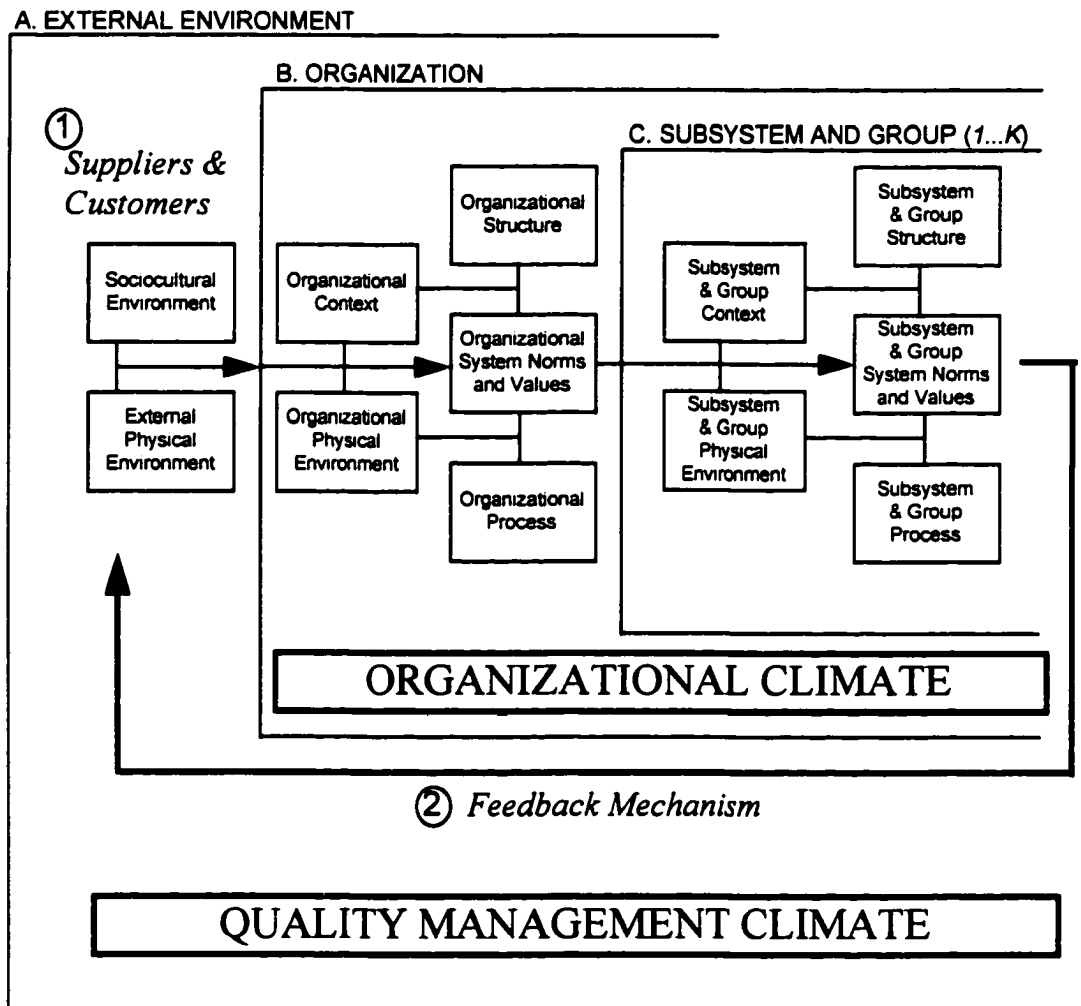 A. EXTERNAL ENVIRONMENT
B. ORGANIZATION
C. SUBSYSTEM AND GROUP (1...K)
1
Suppliers &
Customers
Sociocultural
Environment
External
Physical
Environment
Organizational
Context
Organizational
Physical
Environment
Organizational
Structure
Organizational
System Norms
and Values
Organizational
Process
Subsystem
& Group
Context
Subsystem
& Group
Physical
Environment
Subsystem
& Group
Structure
Subsystem
& Group
System Norms
and Values
Subsystem
& Group
Process
ORGANIZATIONAL CLIMATE
2 Feedback Mechanism
QUALITY MANAGEMENT CLIMATE